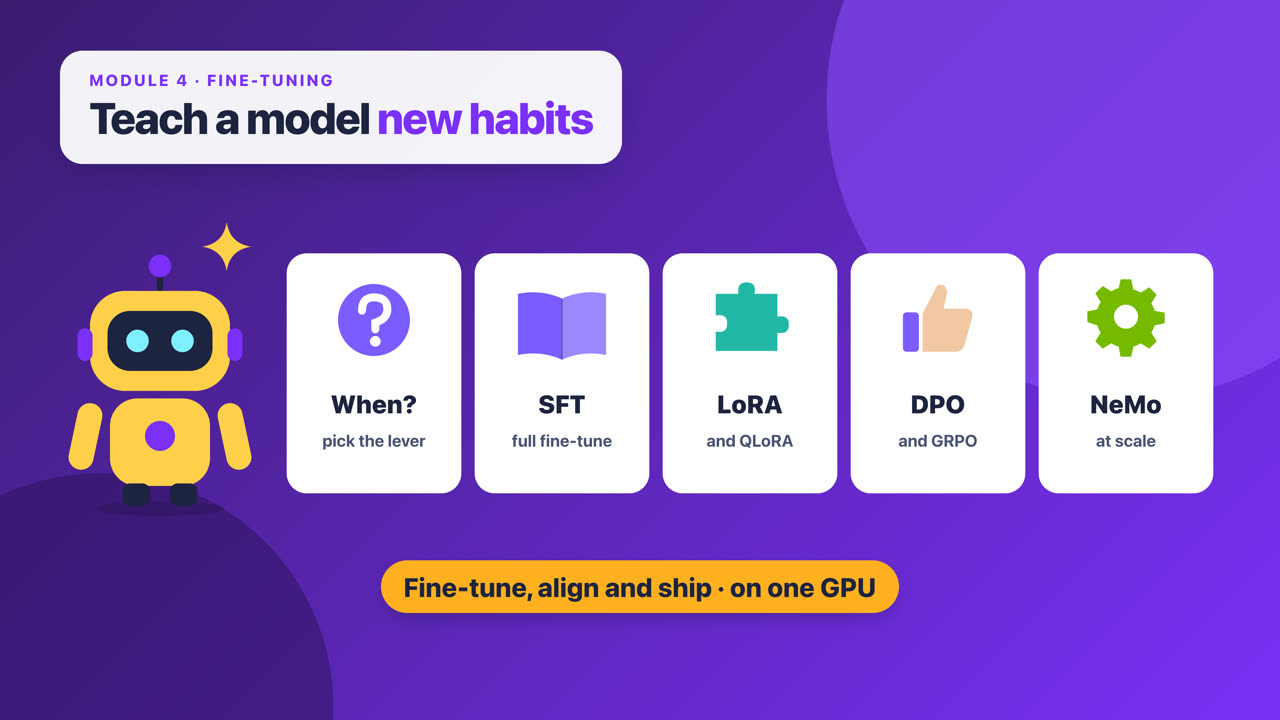 MODULE 4 · FINE-TUNING
Teach a model new habits
When?
pick the lever
SFT
full fine-tune
LoRA
and QLoRA
DPO
and GRPO
NeMo
at scale
Fine-tune, align and ship · on one GPU